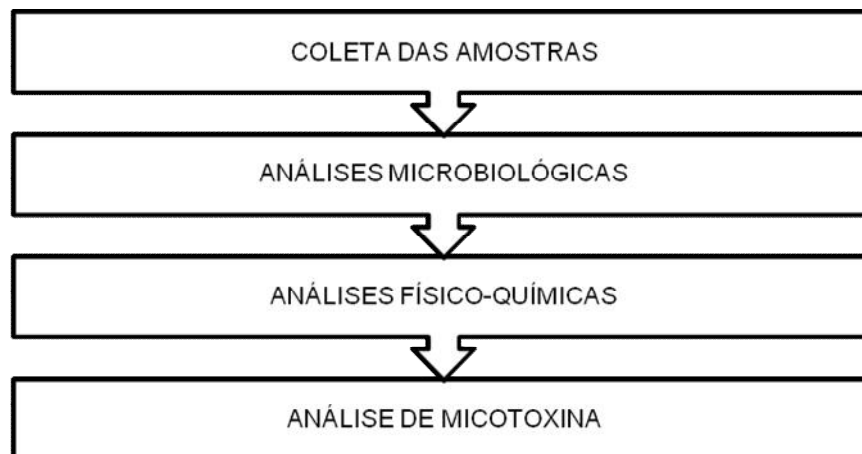 COLETA DAS AMOSTRAS
ANÁLISES MICROBIOLÓGICAS
ANÁLISES FÍSICO-QUÍMICAS
ANÁLISE DE MICOTOXINA